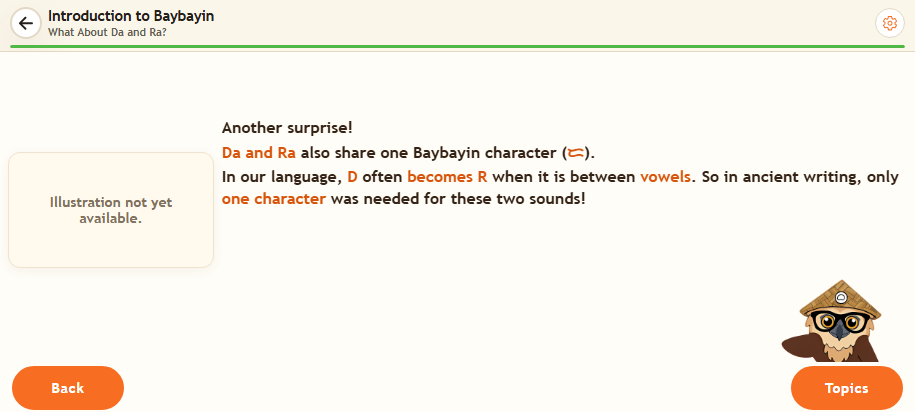 Introduction to Baybayin
What About Da and Ra?
Another surprise!
Da and Ra also share one Baybayin character (ᜇ).
In our language, D often becomes R when it is between vowels. So in ancient writing, only
one character was needed for these two sounds!
Illustration not yet
available.
Back
Topics